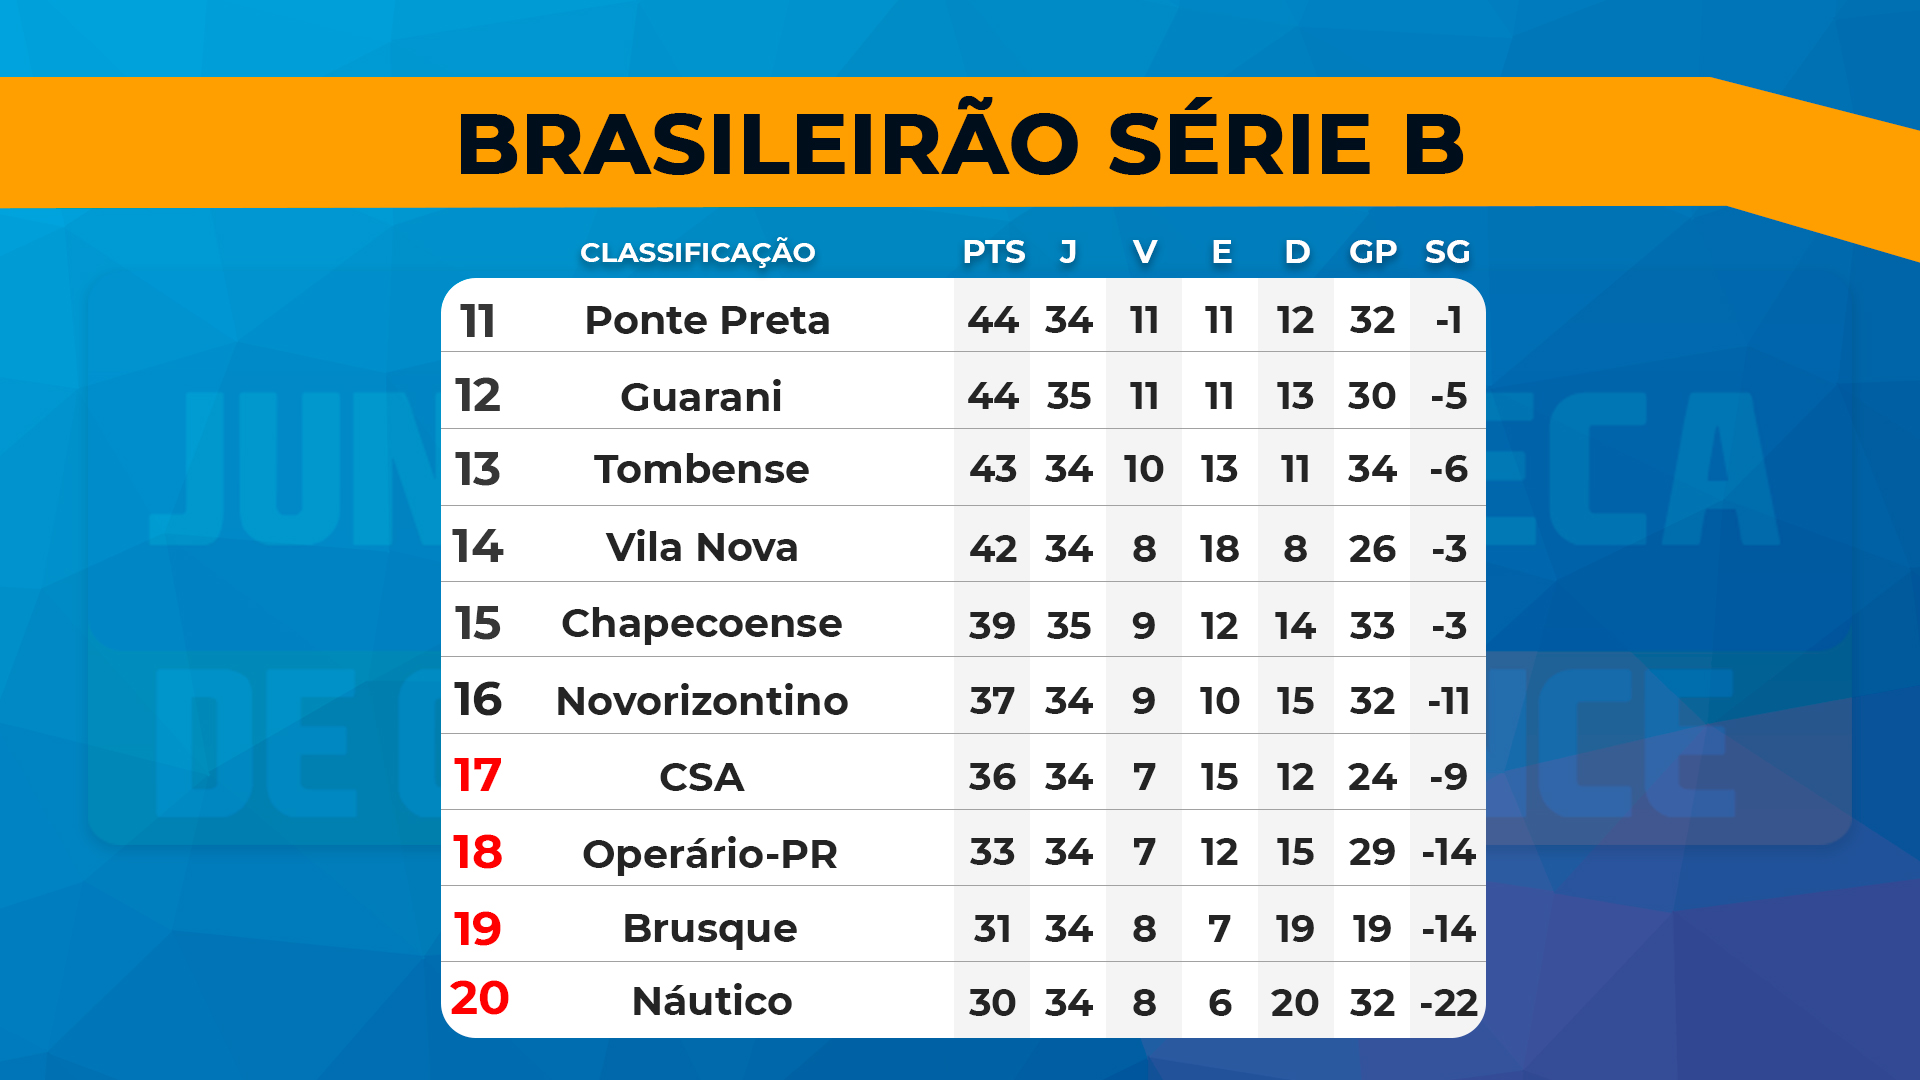 BRASILEIRÃO SÉRIE B
CLASSIFICAÇÃO PTS J V E D GP SG
11 Ponte Preta 44 34 11 11 12 32 -1
12 Guarani 44 35 11 11 13 30 -5
13 Tombense 43 34 10 13 11 34 -6
14 Vila Nova 42 34 8 18 8 26 -3
15 Chapecoense 39 35 9 12 14 33 -3
16 Novorizontino 37 34 9 10 15 32 -11
17 CSA 36 34 7 15 12 24 -9
18 Operário-PR 33 34 7 12 15 29 -14
19 Brusque 31 34 8 7 19 19 -14
20 Náutico 30 34 8 6 20 32 -22